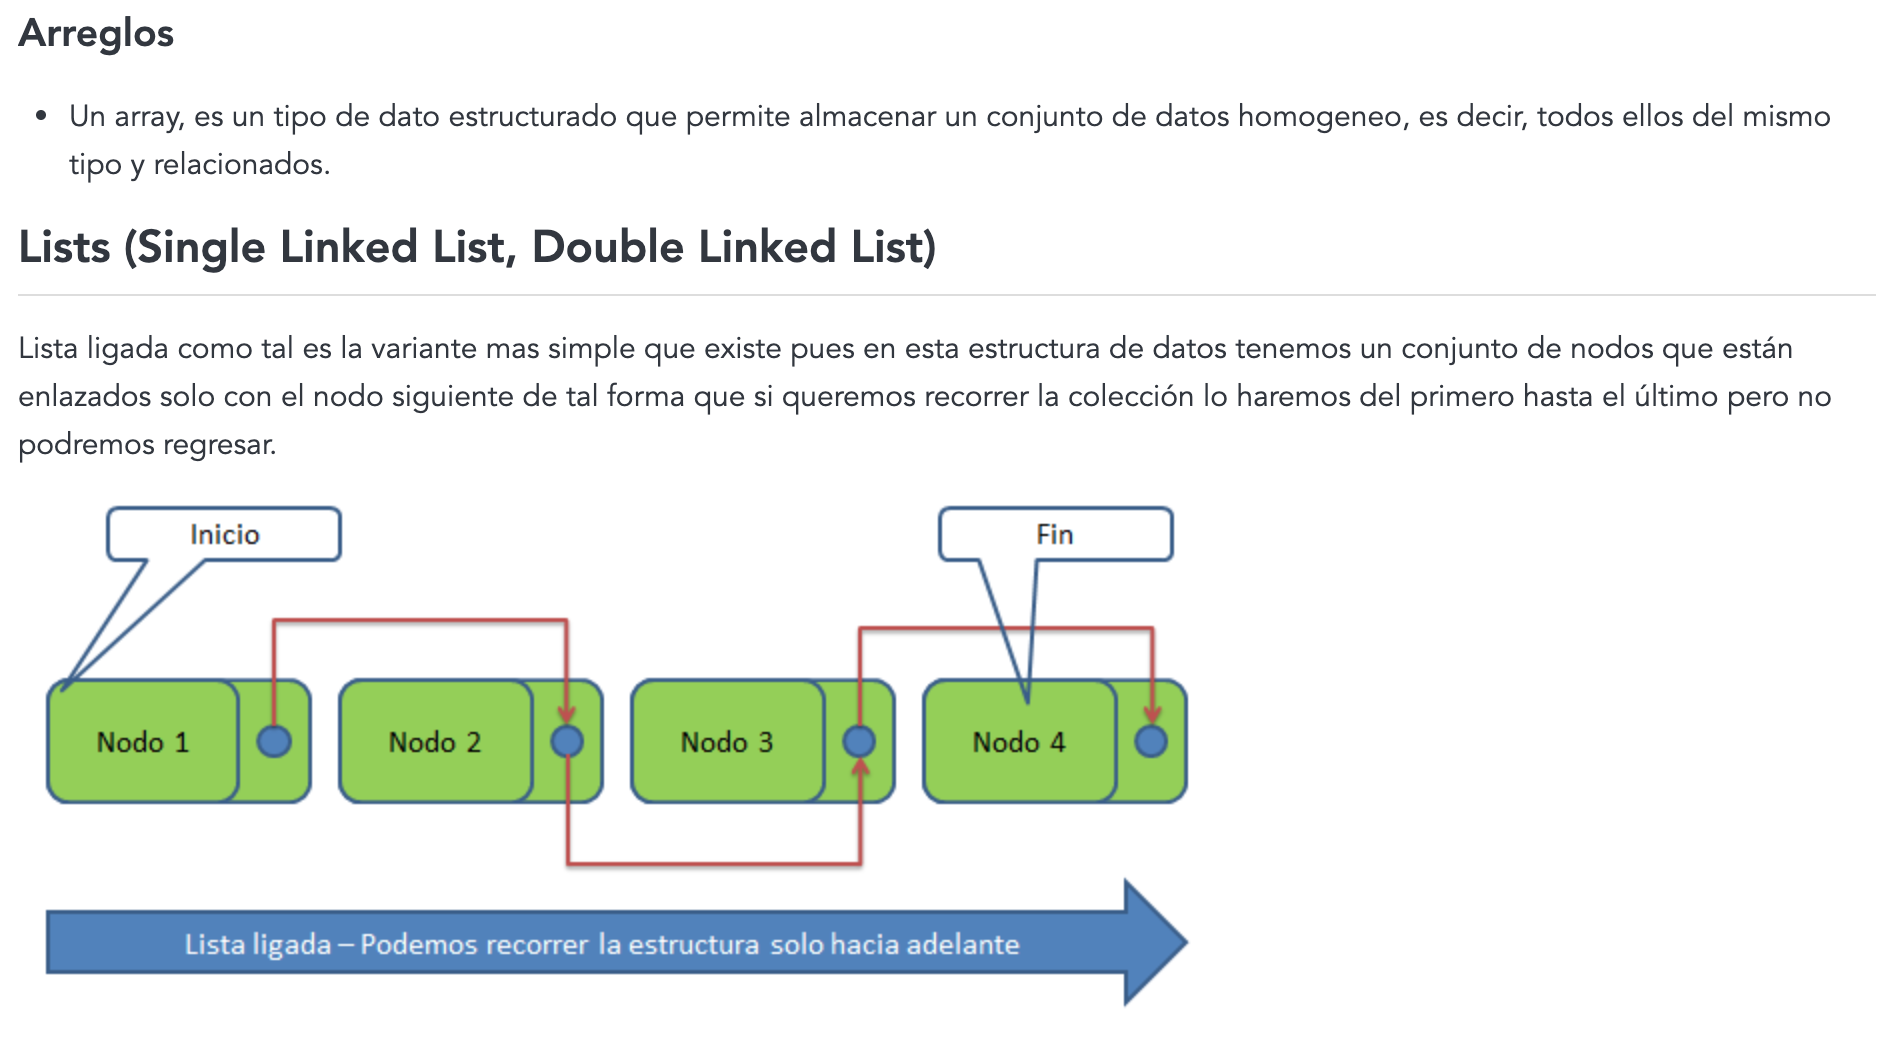 Arreglos
• Un array, es un tipo de dato estructurado que permite almacenar un conjunto de datos homogeneo, es decir, todos ellos del mismo
tipo y relacionados.
Lists (Single Linked List, Double Linked List)
Lista ligada como tal es la variante mas simple que existe pues en esta estructura de datos tenemos un conjunto de nodos que están
enlazados solo con el nodo siguiente de tal forma que si queremos recorrer la colección lo haremos del primero hasta el último pero no
podremos regresar.
Inicio
Fin
Nodo 1
Nodo 2
Nodo 3
Nodo 4
Lista ligada – Podemos recorrer la estructura solo hacia adelante